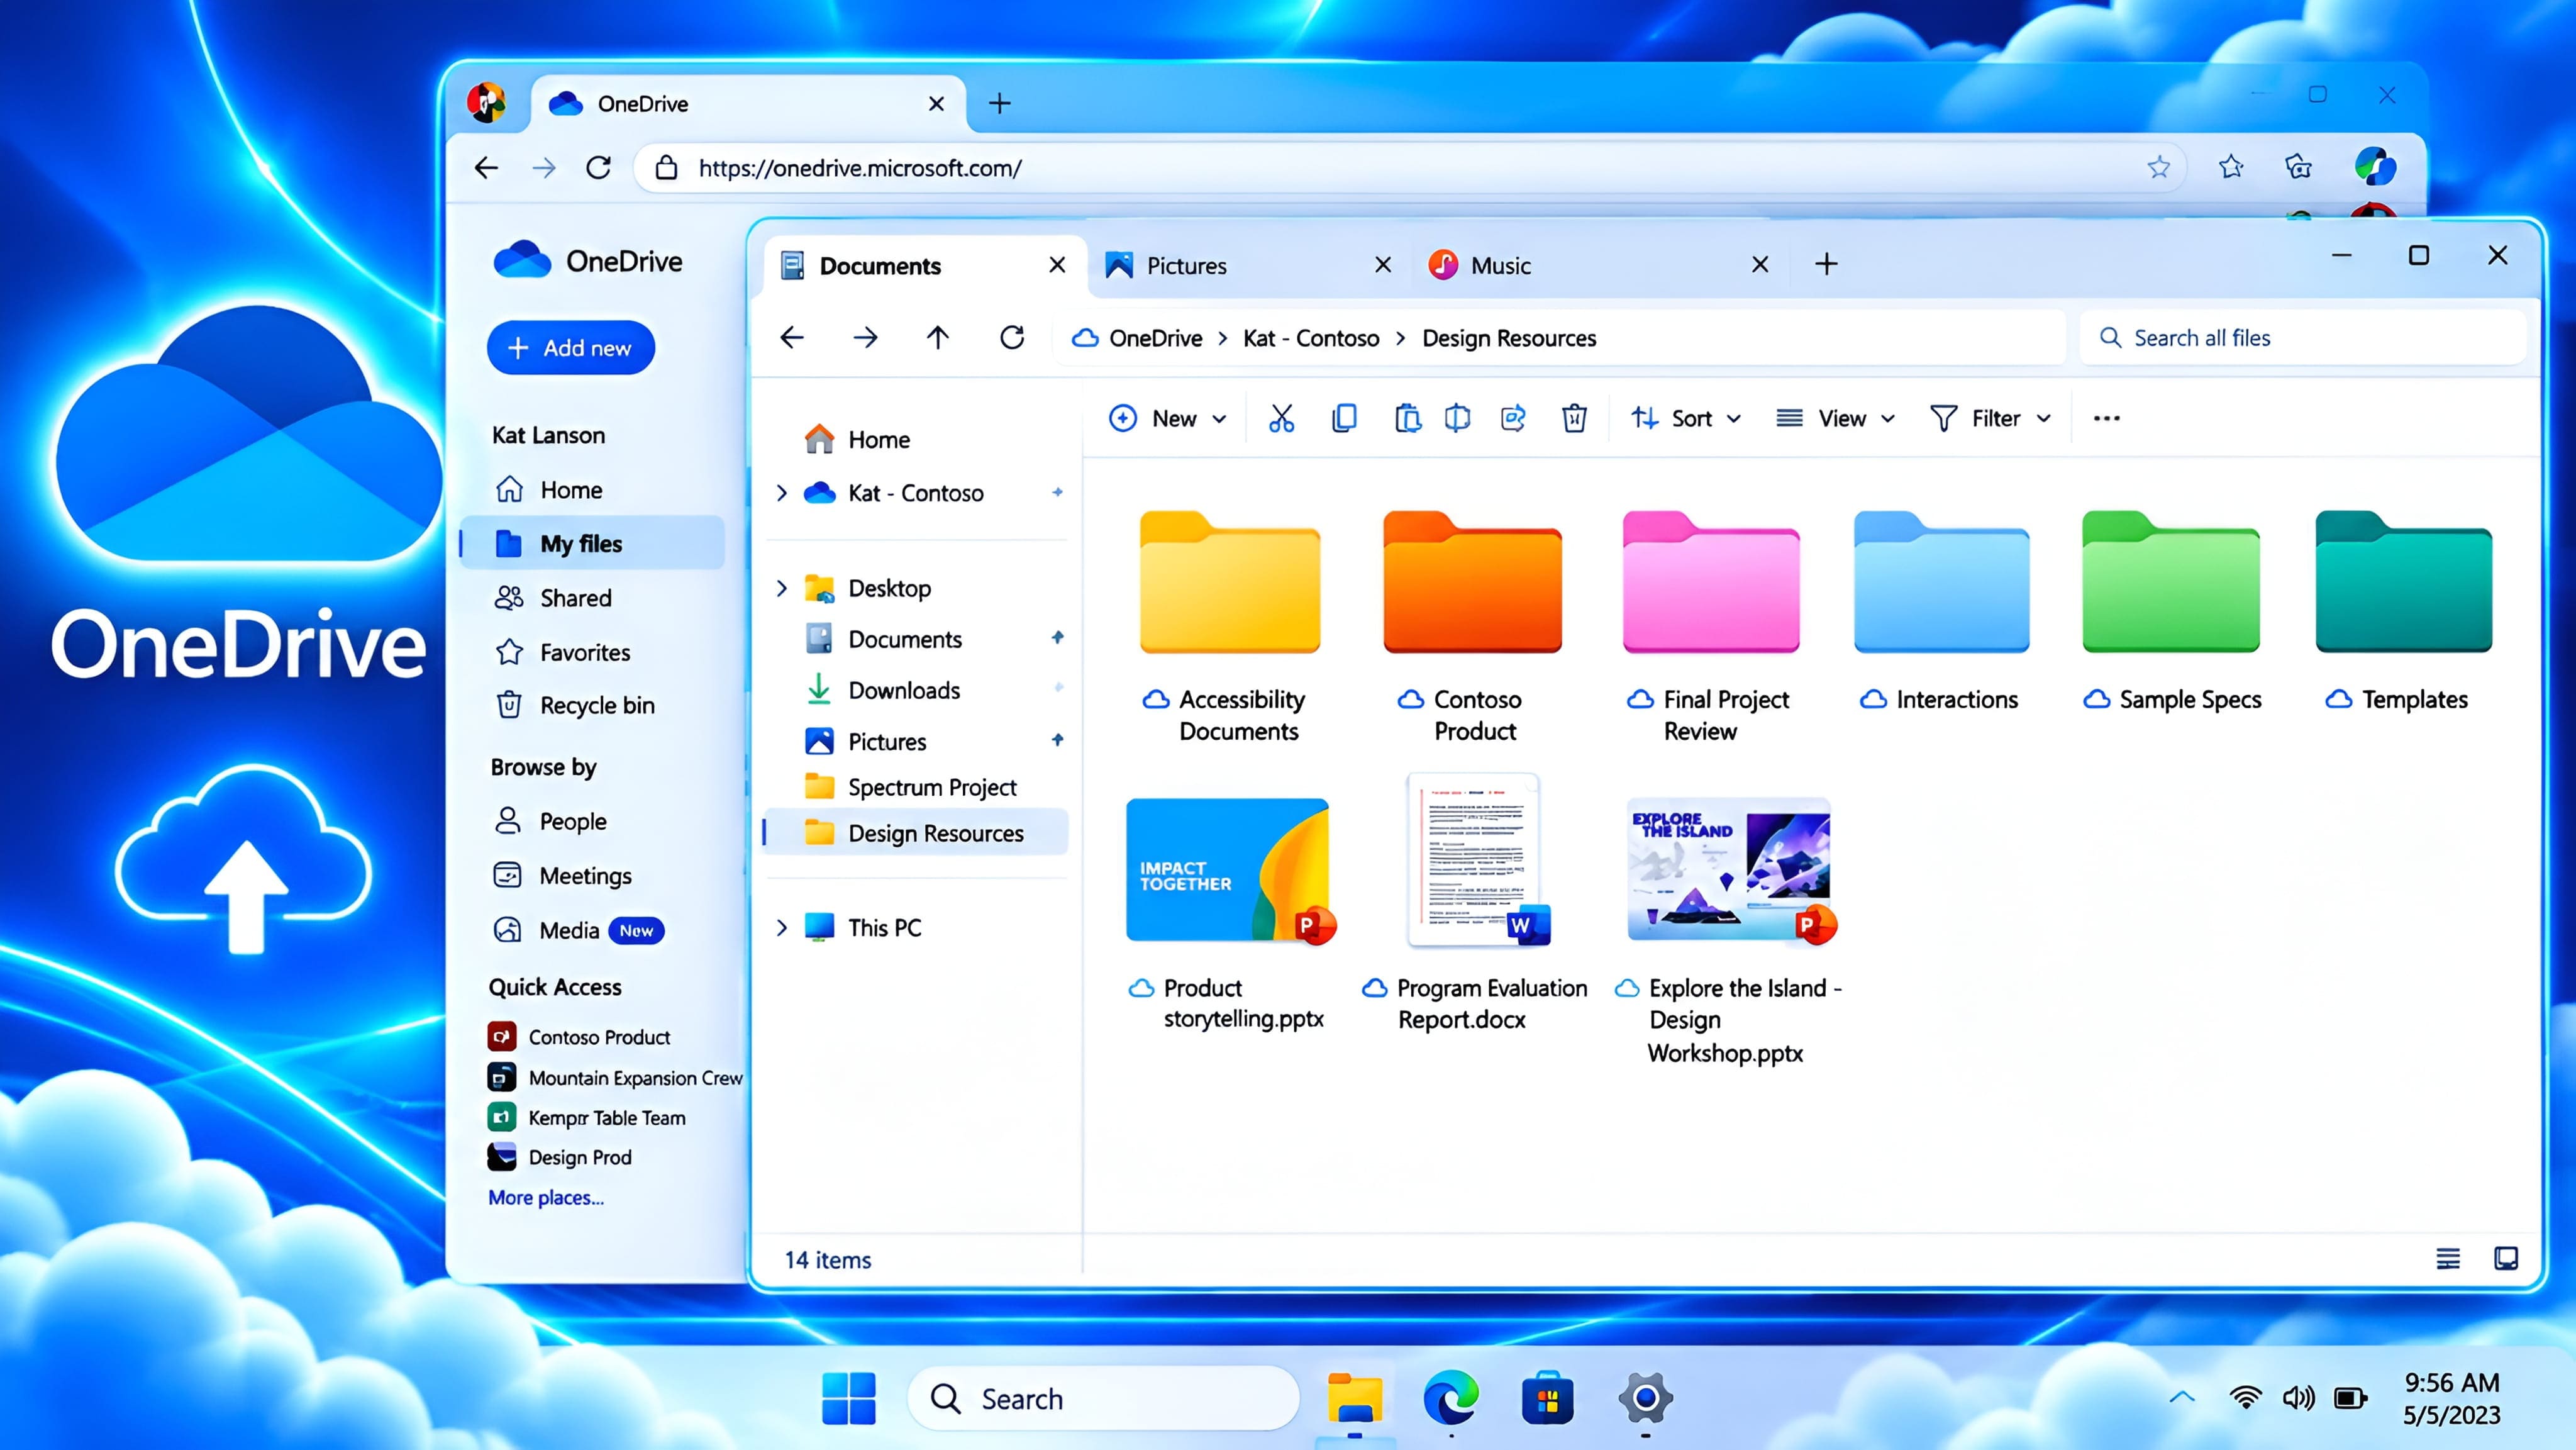 OneDrive
https://onedrive.microsoft.com/
OneDrive
Add new
Kat Lanson
Home
My files
Shared
Favorites
Recycle bin
Browse by
People
Meetings
Media New
Quick Access
Contoso Product
Mountain Expansion Crew
Kempr Table Team
Design Prod
More places...
OneDrive
Documents
Pictures
Music
OneDrive > Kat - Contoso > Design Resources
Search all files
New
Sort
View
Filter
Home
Kat - Contoso
Desktop
Documents
Downloads
Pictures
Spectrum Project
Design Resources
This PC
Accessibility
Documents
Contoso
Product
Final Project
Review
Interactions
Sample Specs
Templates
IMPACT
TOGETHER
P
W
EXPLORE
THE ISLAND
P
Product
storytelling.pptx
Program Evaluation
Report.docx
Explore the Island -
Design
Workshop.pptx
14 items
Search
9:56 AM
5/5/2023